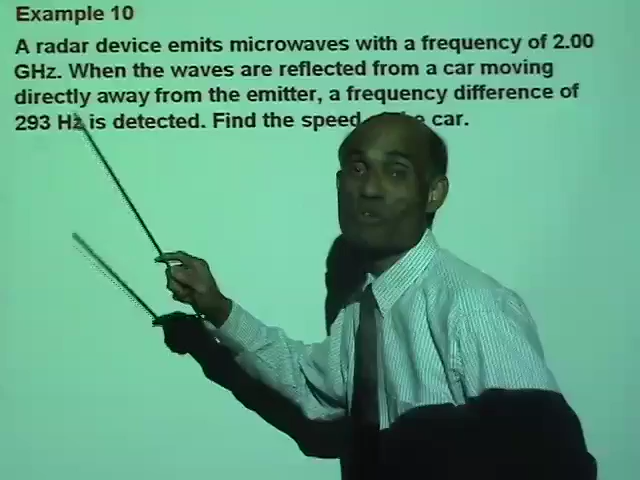 Example 10
A radar device emits microwaves with a frequency of 2.00
GHz. When the waves are reflected from a car moving
directly away from the emitter, a frequency difference of
293 Hz is detected. Find the speed car.